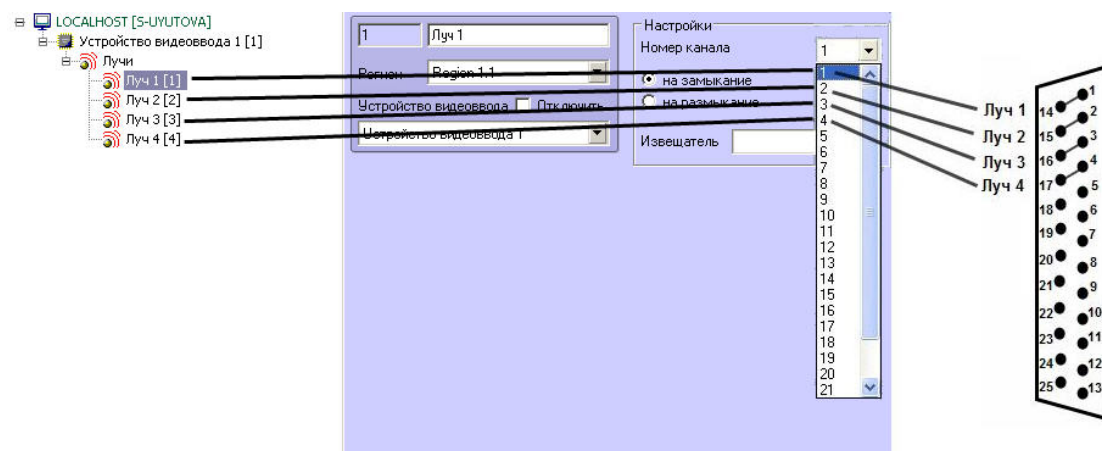 LOCALHOST [S-UYUTOVA]
Устройство видеоввода 1 [1]
Лучи
Луч 1 [1]
Луч 2 [2]
Луч 3 [3]
Луч 4 [4]
1
Луч 1
Регион
Region 1.1
Устройство видеоввода
Отключить
Устройство видеоввода 1
Настройки
Номер канала
1
на замыкание
на размыкание
Извещатель
1
2
3
4
5
6
7
8
9
10
11
12
13
14
15
16
17
18
19
20
21
Луч 1
Луч 2
Луч 3
Луч 4
1
14
2
15
3
16
4
17
5
18
6
19
7
20
8
21
9
22
10
23
11
24
12
25
13